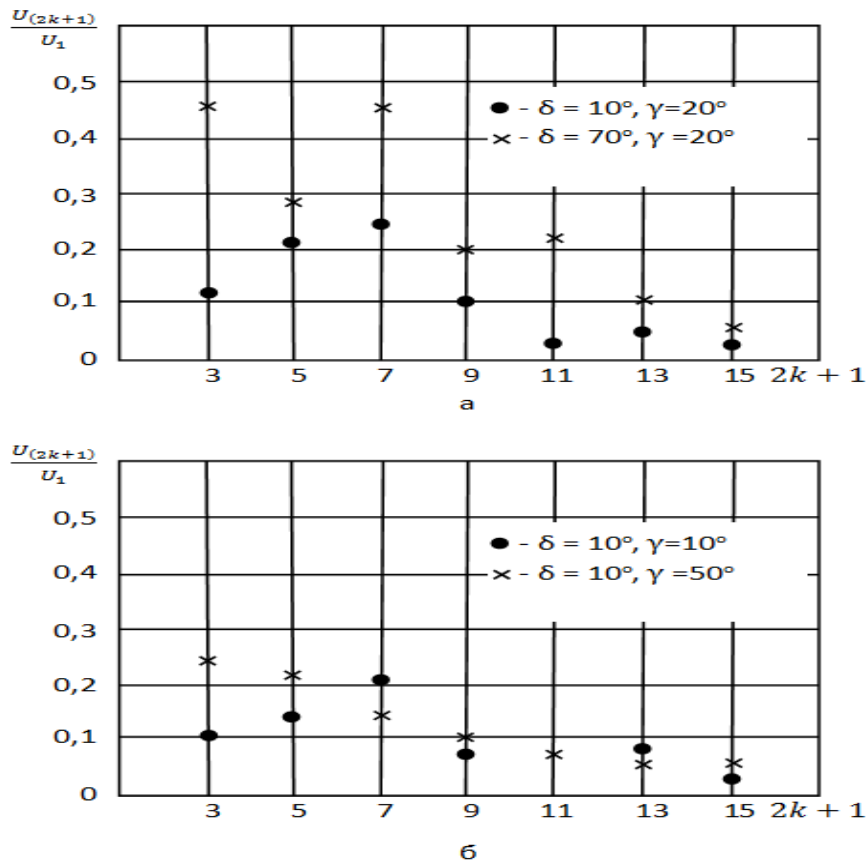 U(2k+1)
U1
0,5
- δ = 10°, γ=20°
0,4
- δ = 70°, γ =20°
0,3
0,2
0,1
0
3 5 7 9 11 13 15 2k + 1
а
U(2k+1)
U1
0,5
- δ = 10°, γ=10°
0,4
- δ = 10°, γ =50°
0,3
0,2
0,1
0
3 5 7 9 11 13 15 2k + 1
б